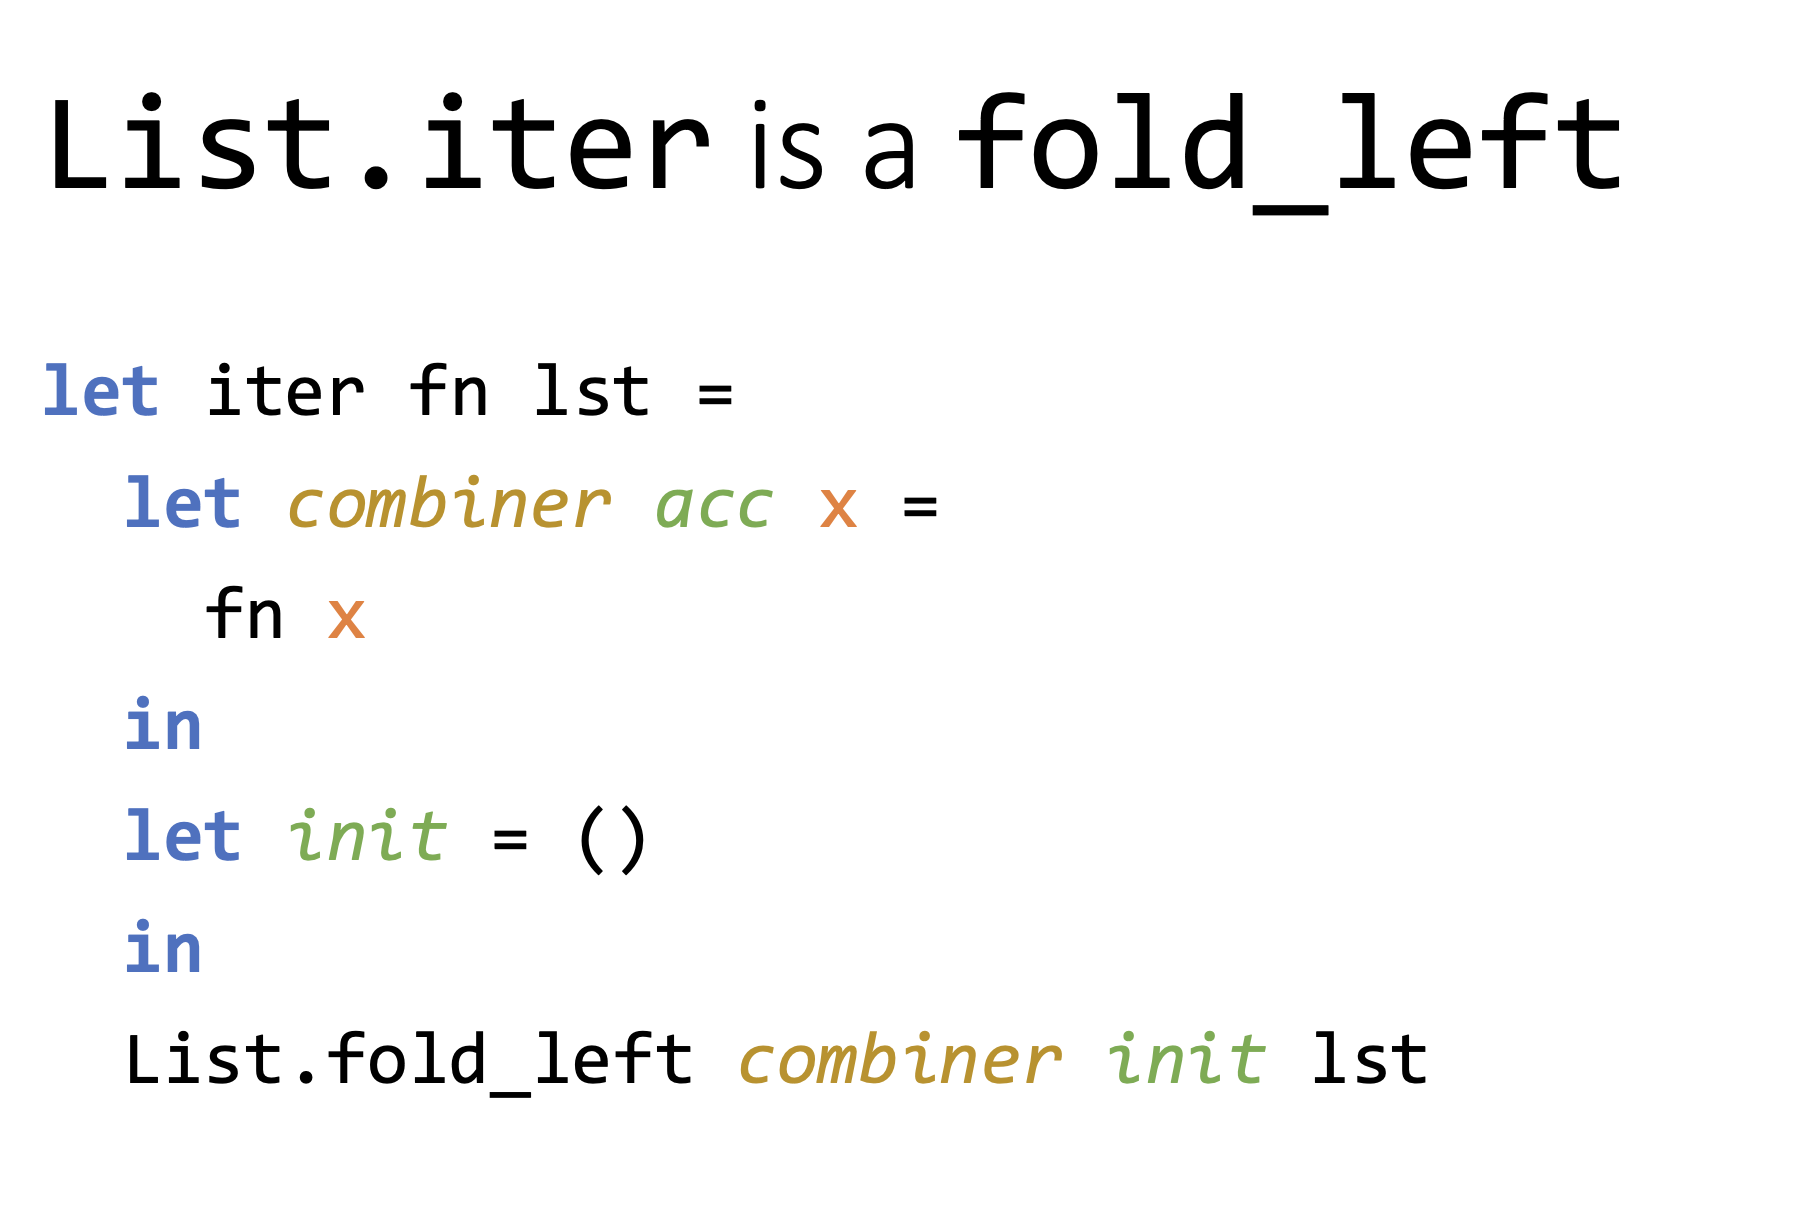 List.iter is a fold_left
let iter fn lst =
let combiner acc x =
fn x
in
let init = ()
in
List.fold_left combiner init lst